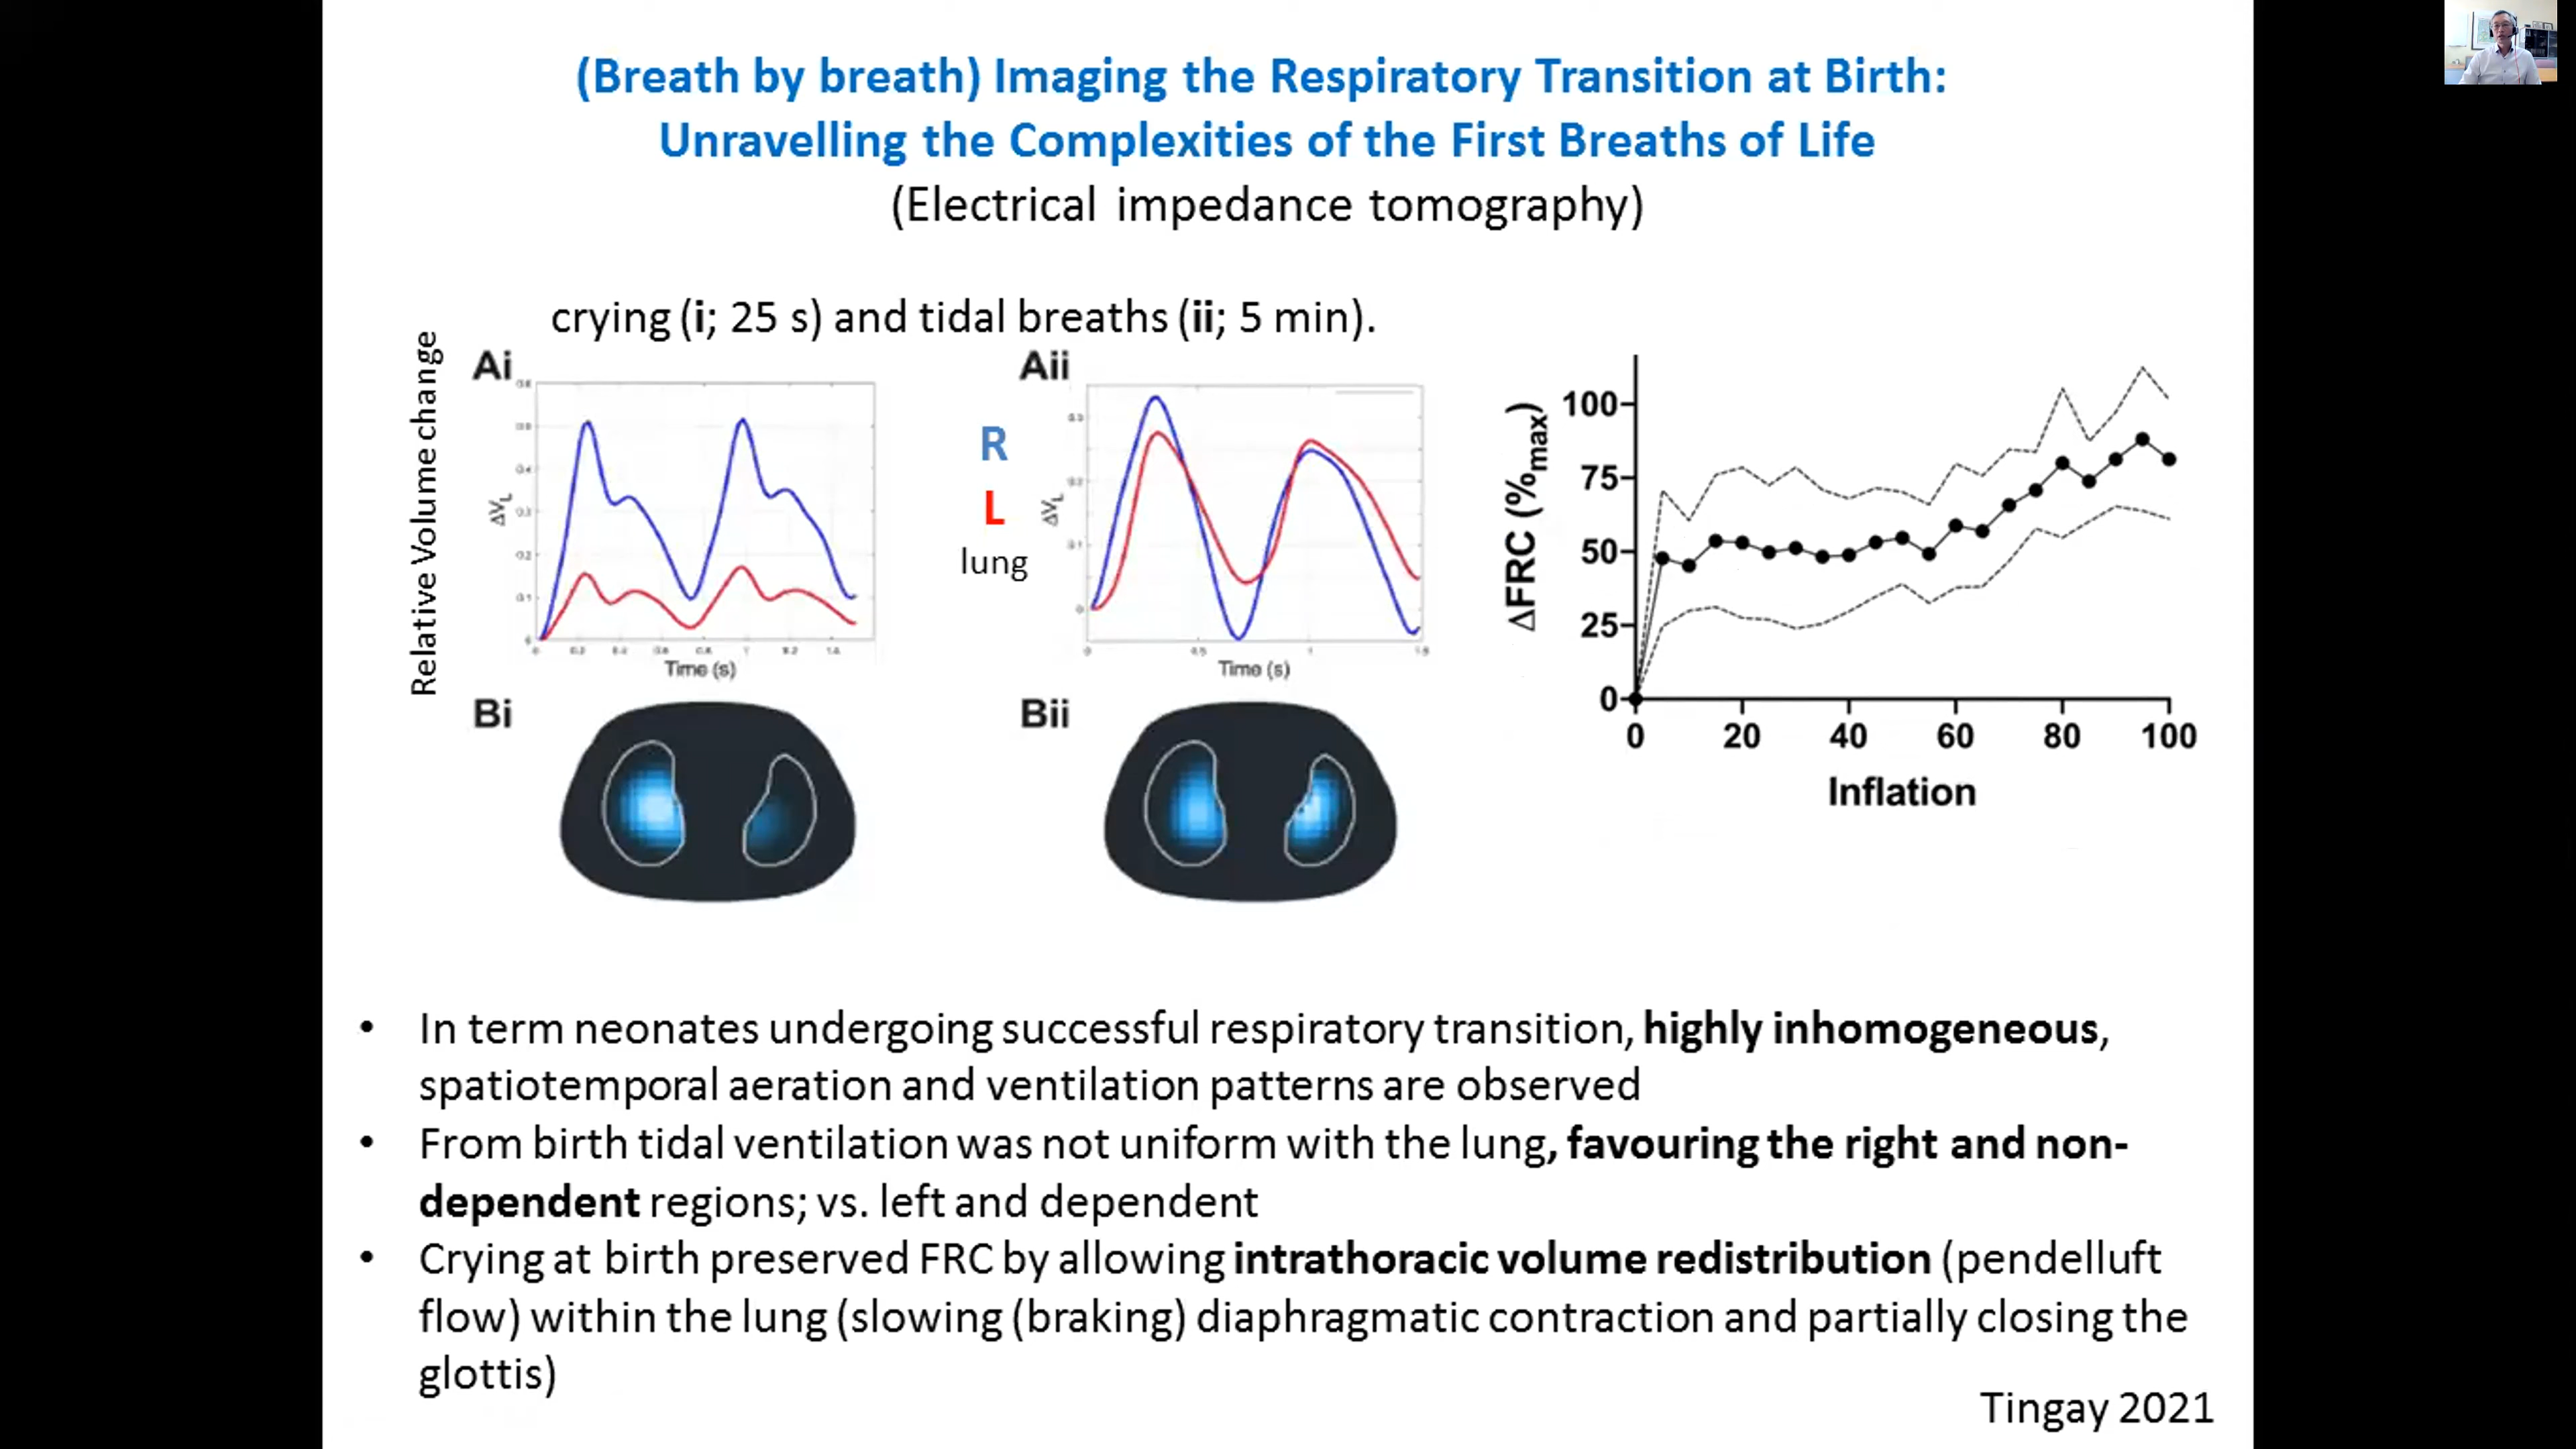 (Breath by breath) Imaging the Respiratory Transition at Birth:
Unravelling the Complexities of the First Breaths of Life
(Electrical impedance tomography)
crying (i; 25 s) and tidal breaths (ii; 5 min).
Relative Volume change
Ai
ΔVL
0.2
Time (s)
R
L
lung
Aii
ΔVL
0
1
Time (s)
Bi
Bii
ΔFRC (%max)
100
75
50
25
0
0 20 40 60 80 100
Inflation
• In term neonates undergoing successful respiratory transition, highly inhomogeneous,
spatiotemporal aeration and ventilation patterns are observed
• From birth tidal ventilation was not uniform with the lung, favouring the right and non-
dependent regions; vs. left and dependent
• Crying at birth preserved FRC by allowing intrathoracic volume redistribution (pendelluft
flow) within the lung (slowing (braking) diaphragmatic contraction and partially closing the
glottis)
Tingay 2021